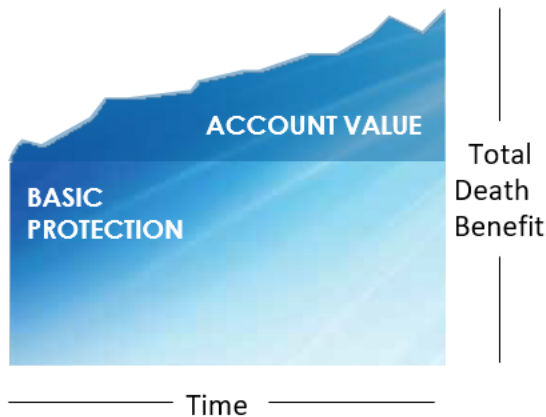 ACCOUNT VALUE
BASIC
PROTECTION
Total
Death
Benefit
Time